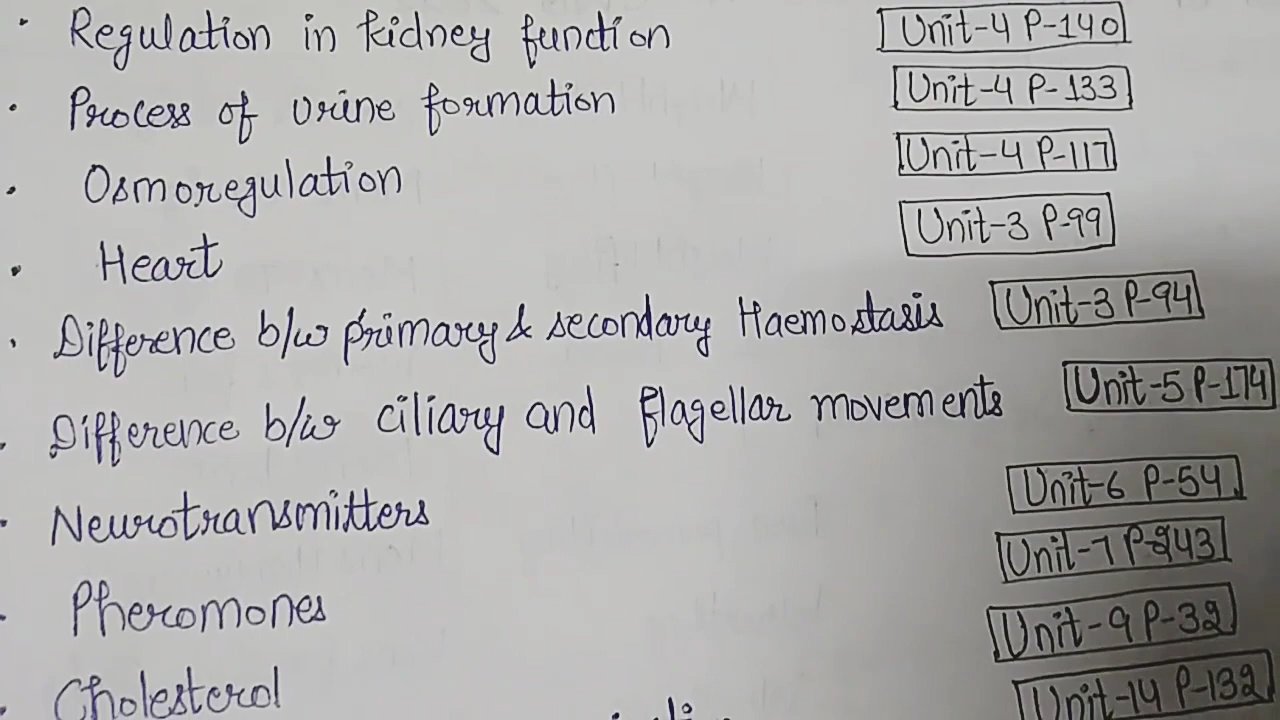 Regulation in kidney function Unit-4 P-140
Process of Urine formation Unit-4 P-133
Osmoregulation Unit-4 P-117
Heart Unit-3 P-99
Difference b/w primary & secondary Haemostasis Unit-3 P-94
Difference b/w ciliary and flagellar movements Unit-5 P-174
Neurotransmitters Unit-6 P-54
Pheromones Unit-7 P-243
Cholesterol Unit-9 P-32
Unit-14 P-132